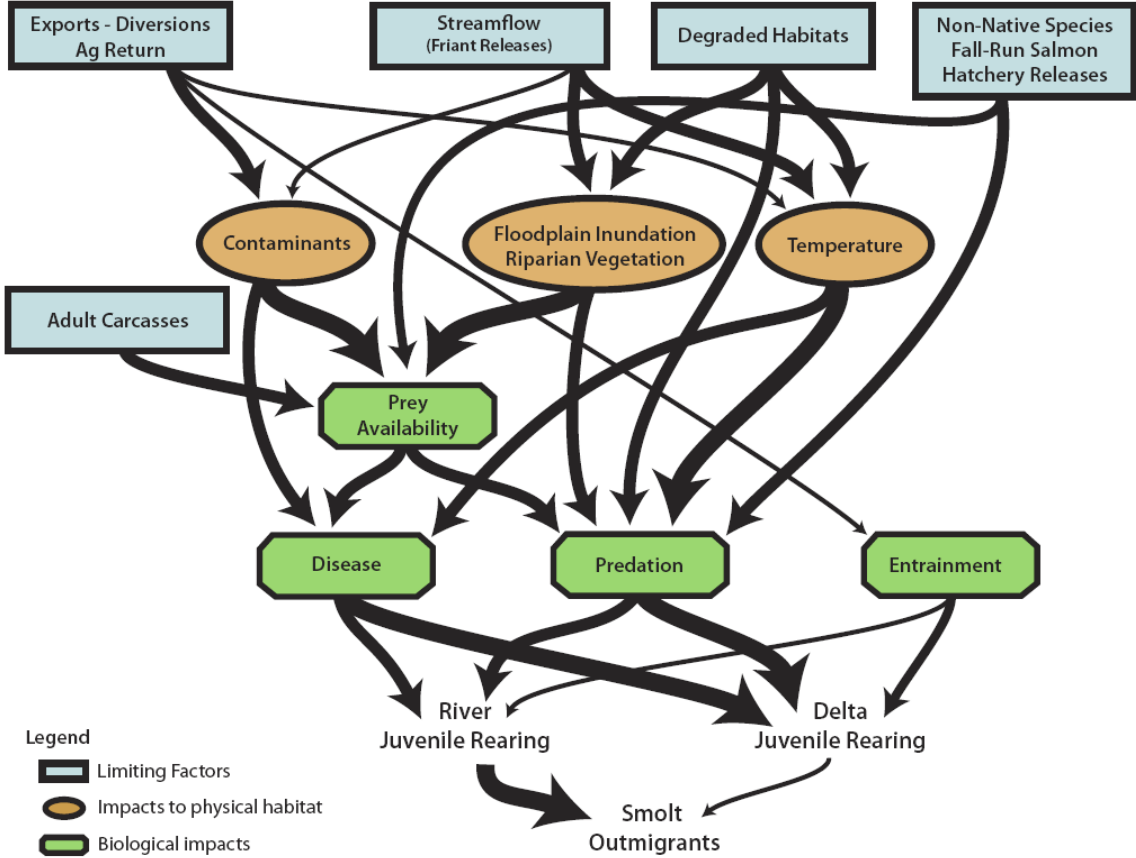 Exports - Diversions
Ag Return
Streamflow
(Friant Releases)
Degraded Habitats
Non-Native Species
Fall-Run Salmon
Hatchery Releases
Contaminants
Floodplain Inundation
Riparian Vegetation
Temperature
Adult Carcasses
Prey
Availability
Disease
Predation
Entrainment
River
Juvenile Rearing
Delta
Juvenile Rearing
Smolt
Outmigrants
Legend
Limiting Factors
Impacts to physical habitat
Biological impacts